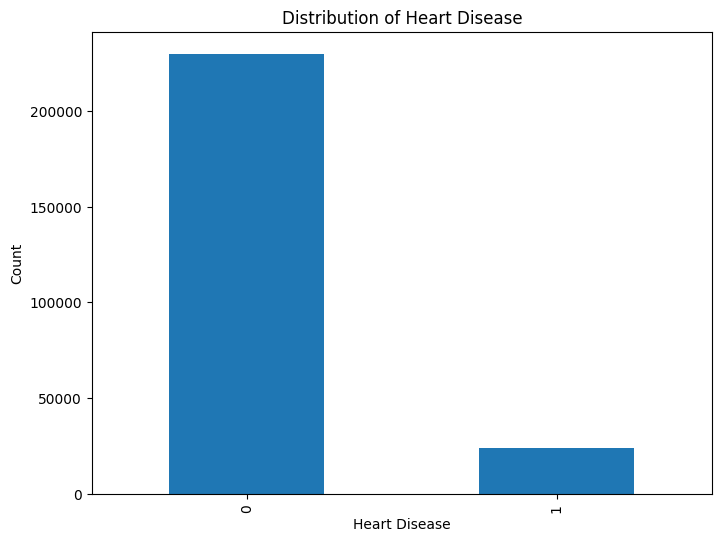 Distribution of Heart Disease
200000
150000
100000
50000
0
Count
0
1
Heart Disease